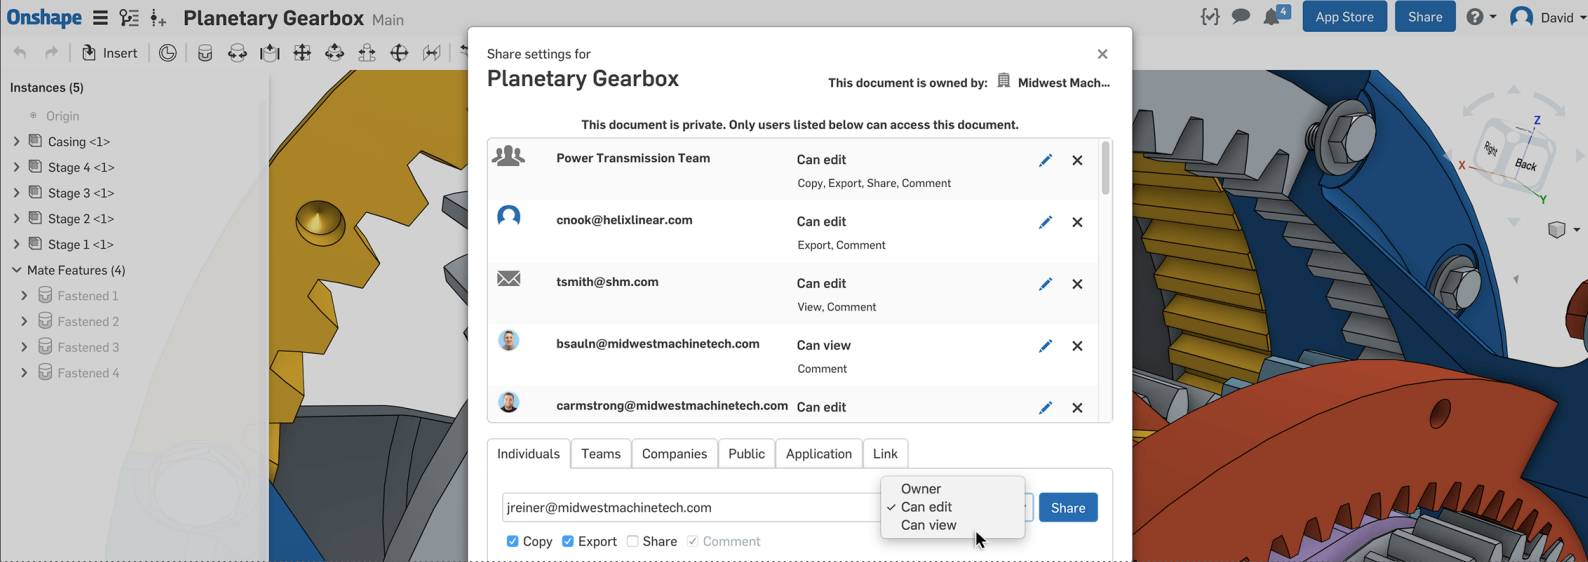 Onshape Planetary Gearbox Main 4 App Store Share David
Insert
Instances (5)
Origin
Casing <1>
Stage 4 <1>
Stage 3 <1>
Stage 2 <1>
Stage 1 <1>
Mate Features (4)
Fastened 1
Fastened 2
Fastened 3
Fastened 4
Share settings for
Planetary Gearbox
This document is owned by: Midwest Mach...
This document is private. Only users listed below can access this document.
Power Transmission Team Can edit
Copy, Export, Share, Comment
cnook@helixlinear.com Can edit
Export, Comment
tsmith@shm.com Can edit
View, Comment
bsauln@midwestmachinetech.com Can view
Comment
carmstrong@midwestmachinetech.com Can edit
Individuals Teams Companies Public Application Link
Owner
jreiner@midwestmachinetech.com Can edit Share
Can view
Copy Export Share Comment
Z
Right Back
X
Y